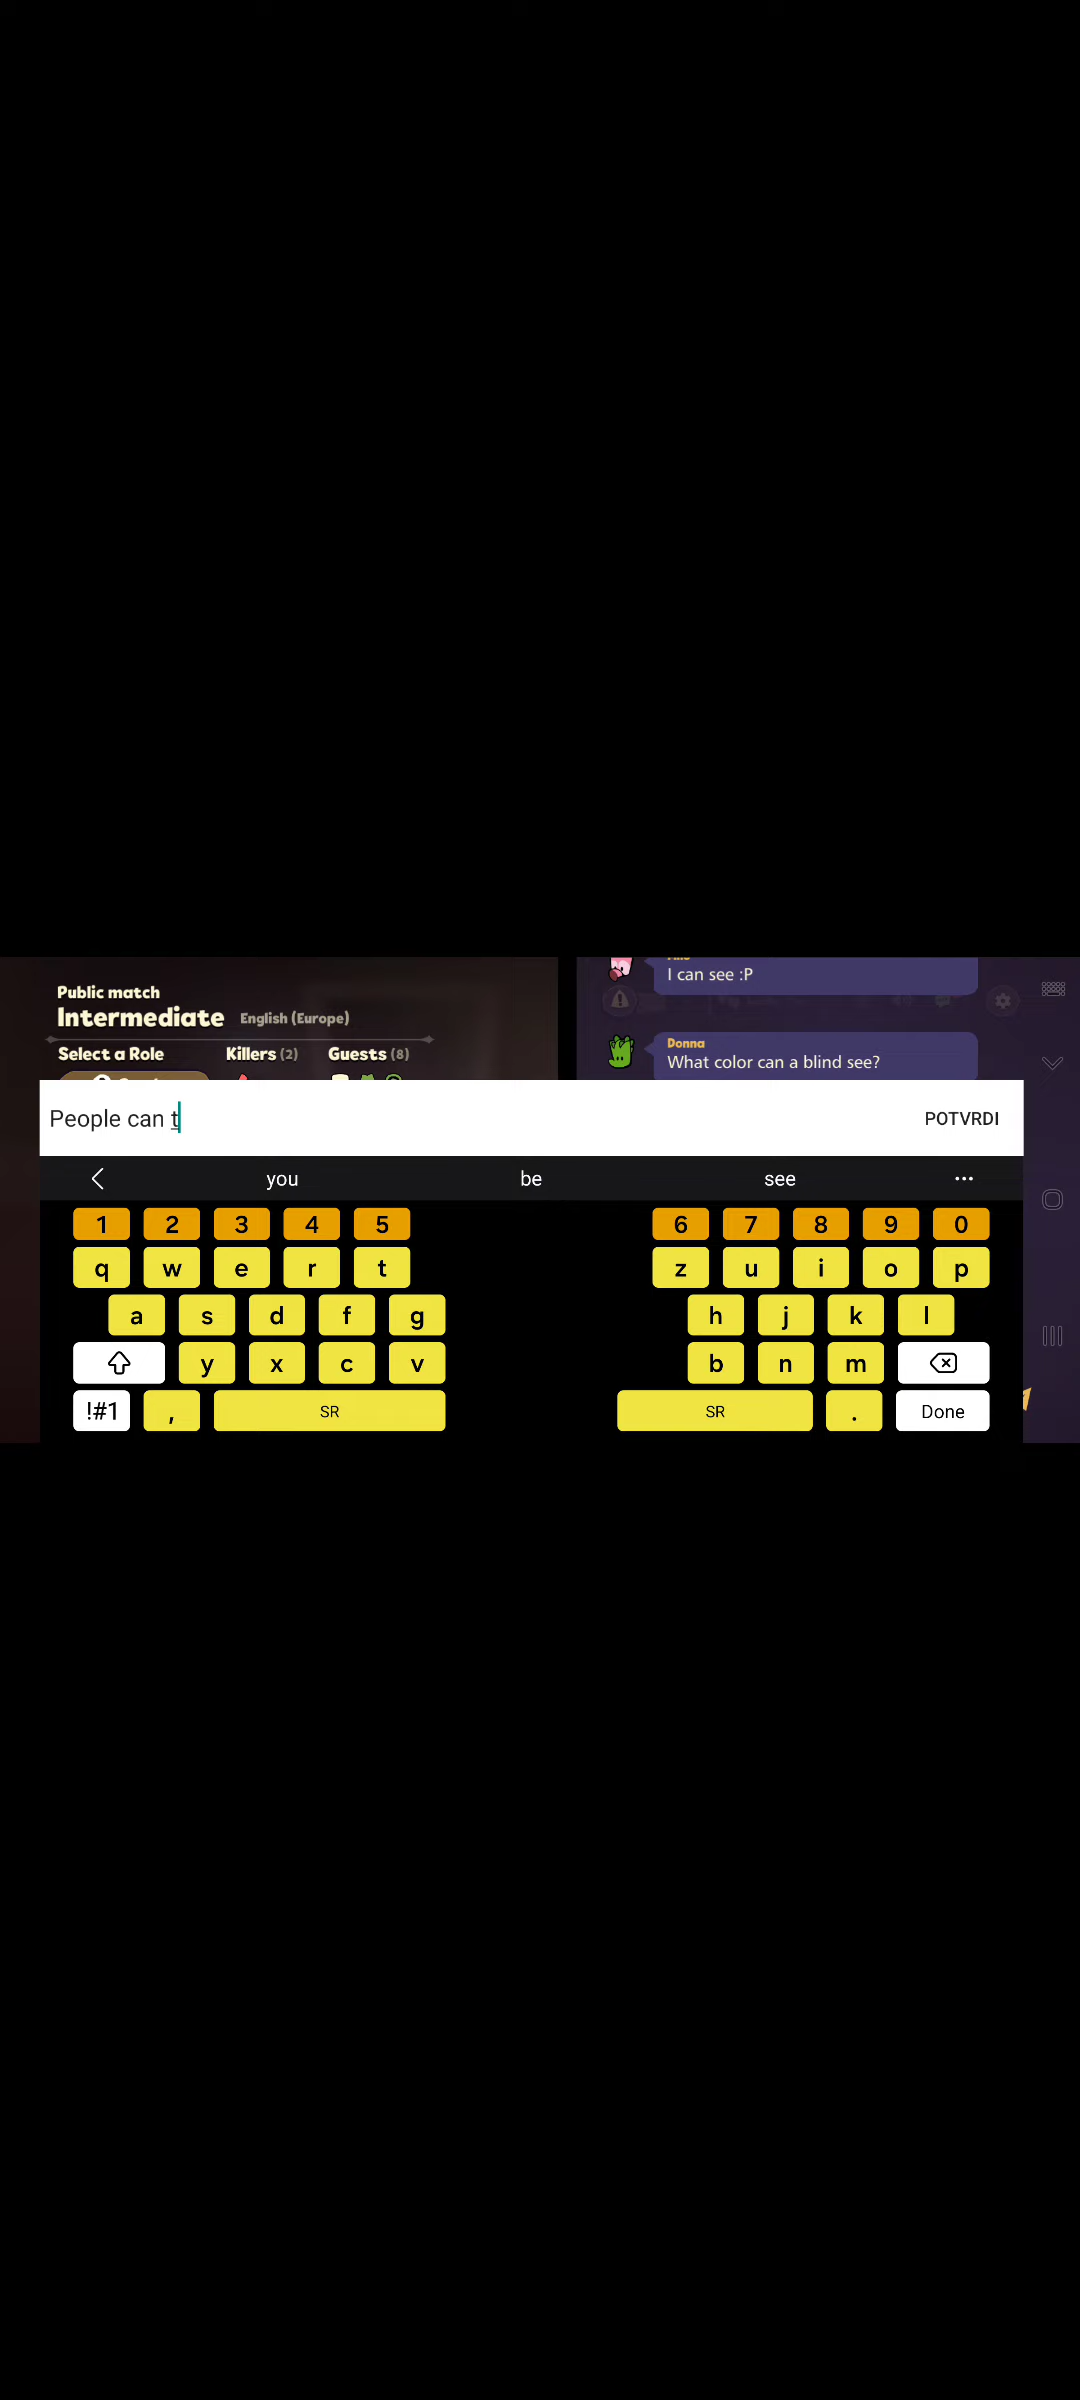 I can see :P
Public match
Intermediate English (Europe)
Select a Role Killers (2) Guests (8)
Donna
What color can a blind see?
People can t POTVRDI
you be see ...
1 2 3 4 5 6 7 8 9 0
q w e r t z u i o p
a s d f g h j k l
y x c v b n m
!#1 , SR SR . Done